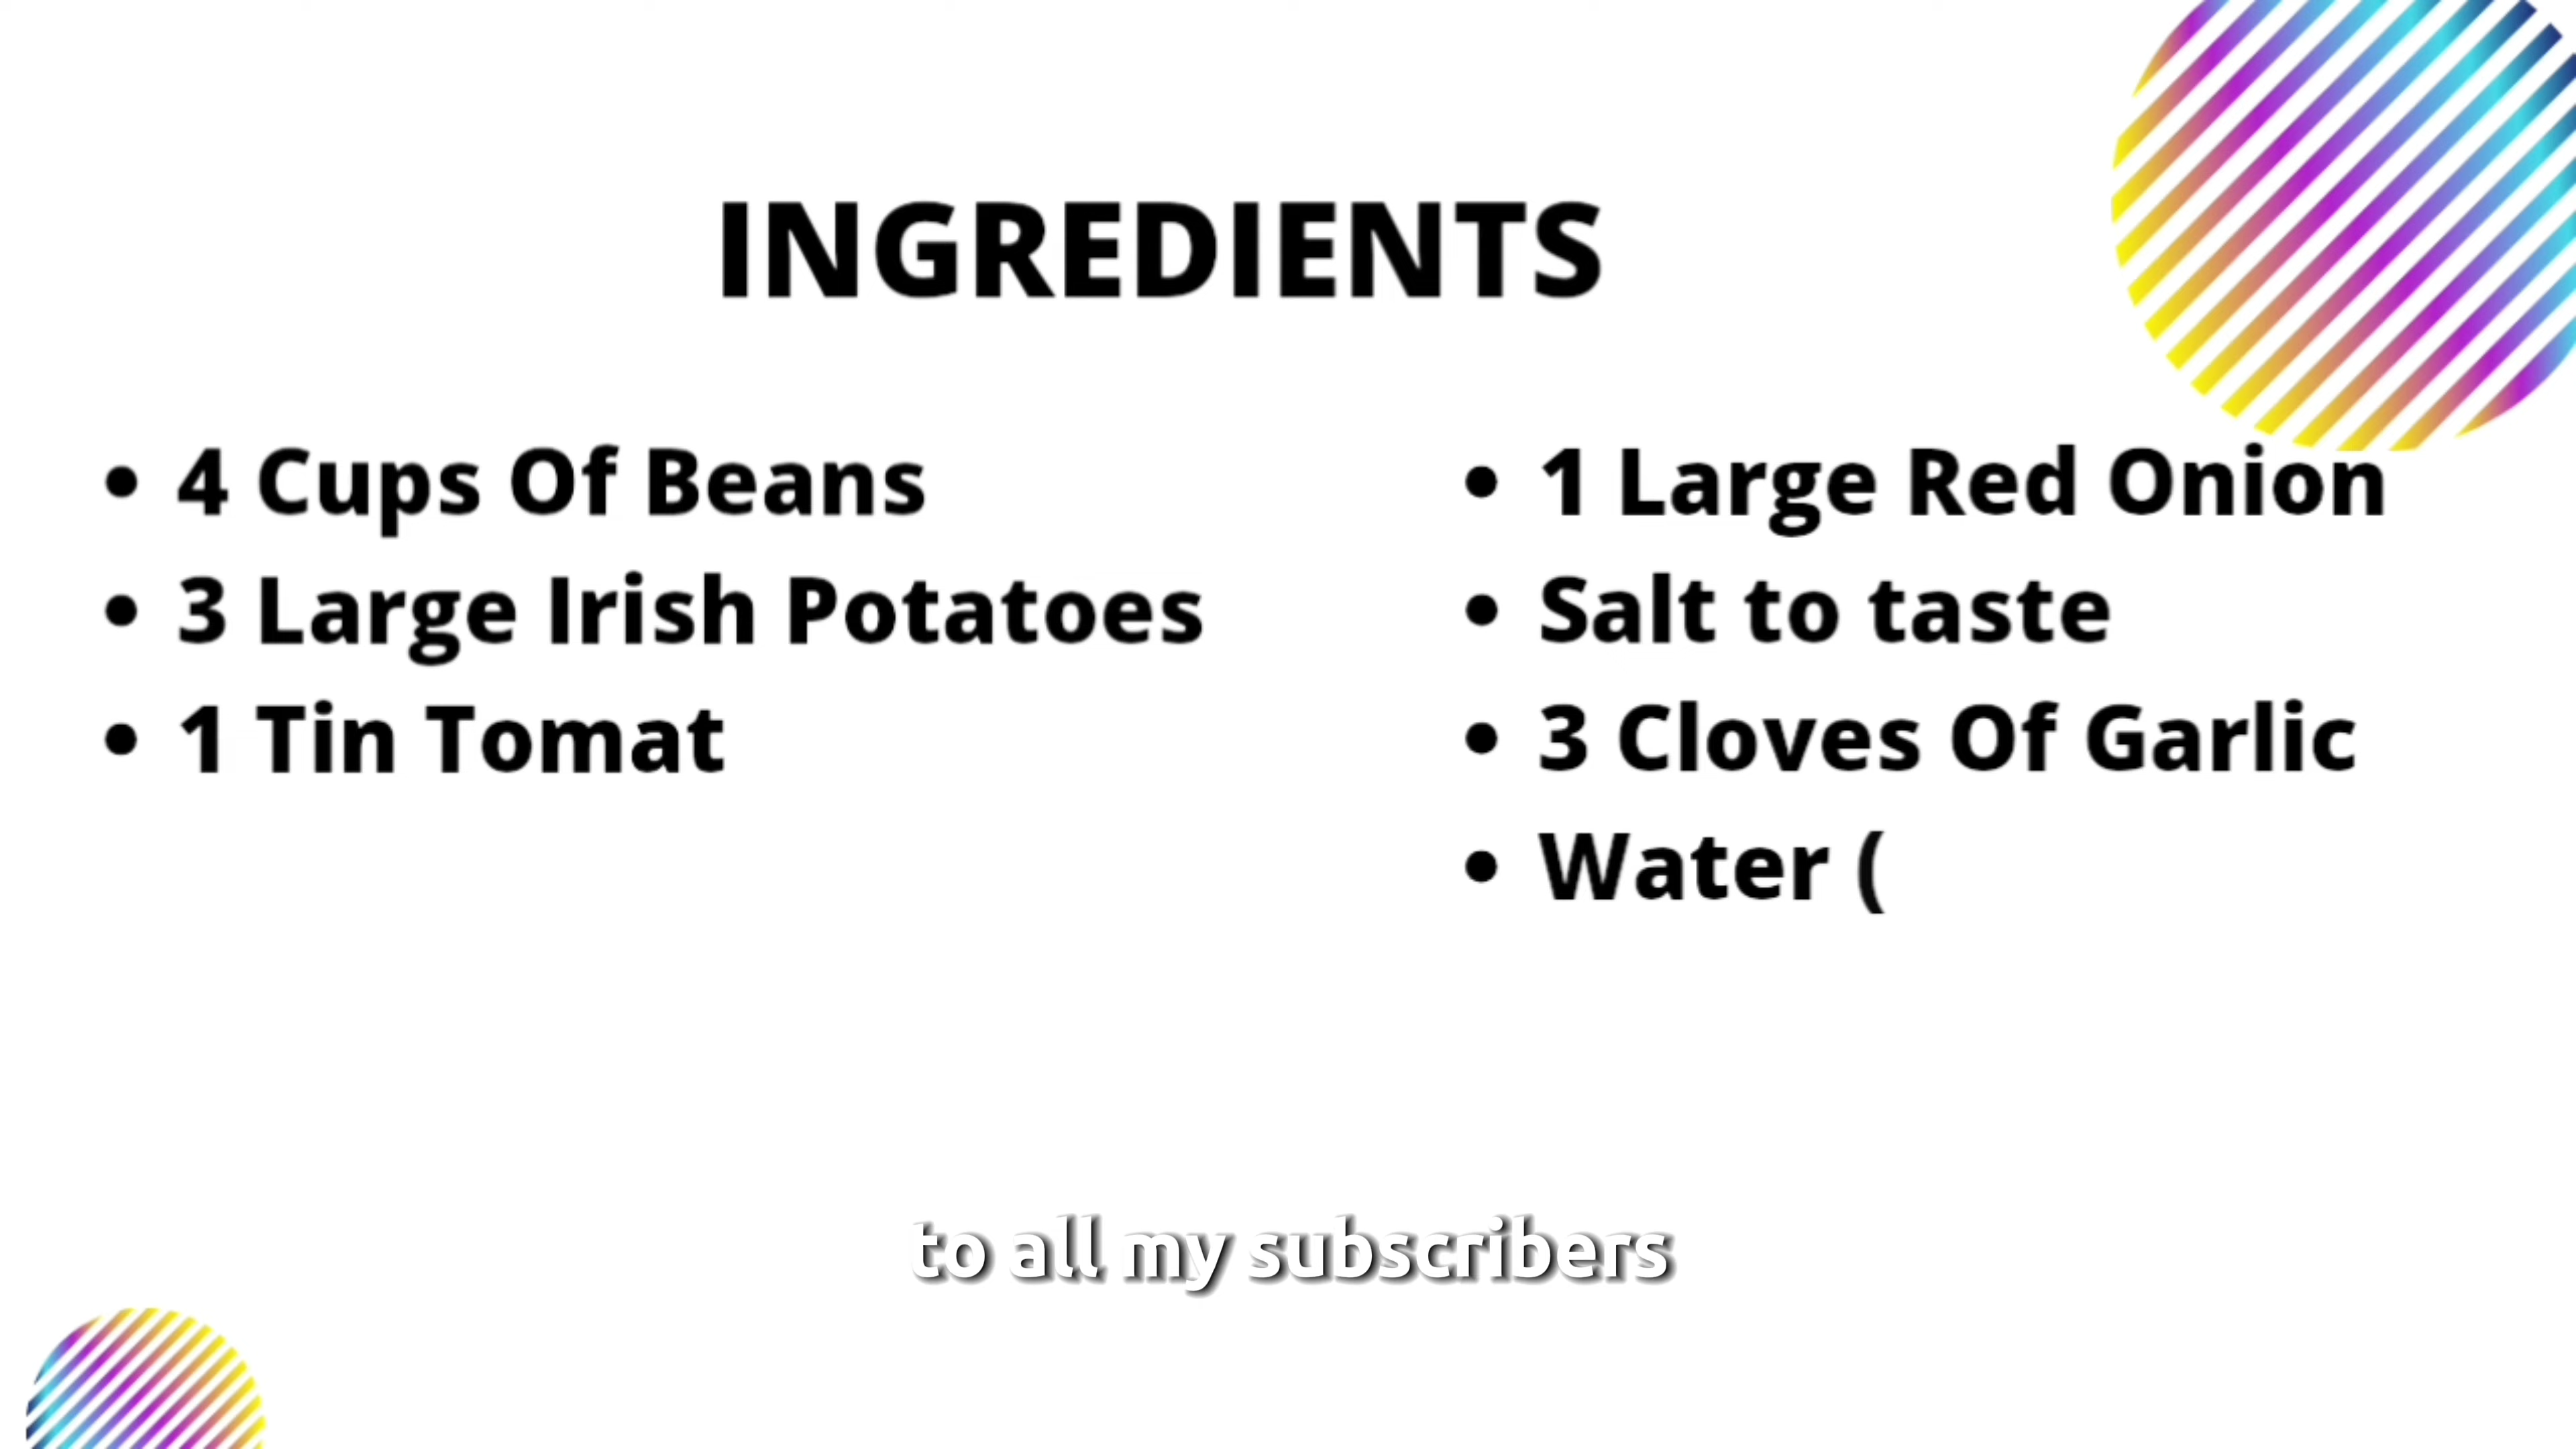 INGREDIENTS
• 4 Cups Of Beans
• 3 Large Irish Potatoes
• 1 Tin Tomat
• 1 Large Red Onion
• Salt to taste
• 3 Cloves Of Garlic
• Water (
to all my subscribers